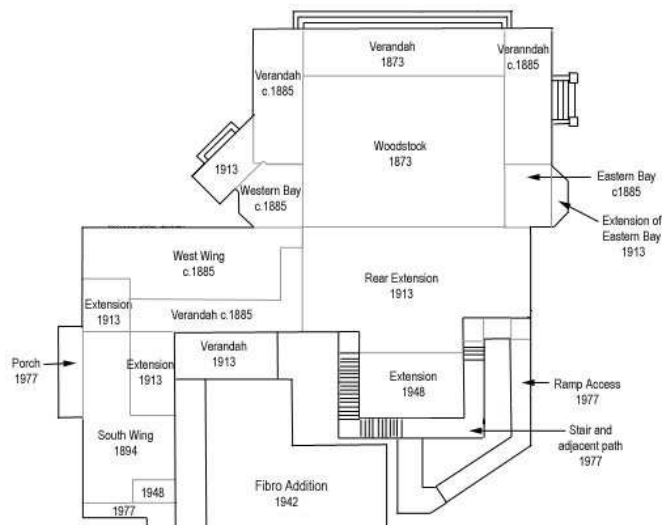 Verandah
1873
Veranndah
c.1885
Verandah
c.1885
Woodstock
1873
1913
Western Bay
c.1885
Eastern Bay
c1885
Extension of
Eastern Bay
1913
West Wing
c.1885
Rear Extension
1913
Extension
1913
Verandah c.1885
Verandah
1913
Porch
1977
Extension
1913
Extension
1948
Ramp Access
1977
South Wing
1894
Stair and
adjacent path
1977
1948
Fibro Addition
1942
1977